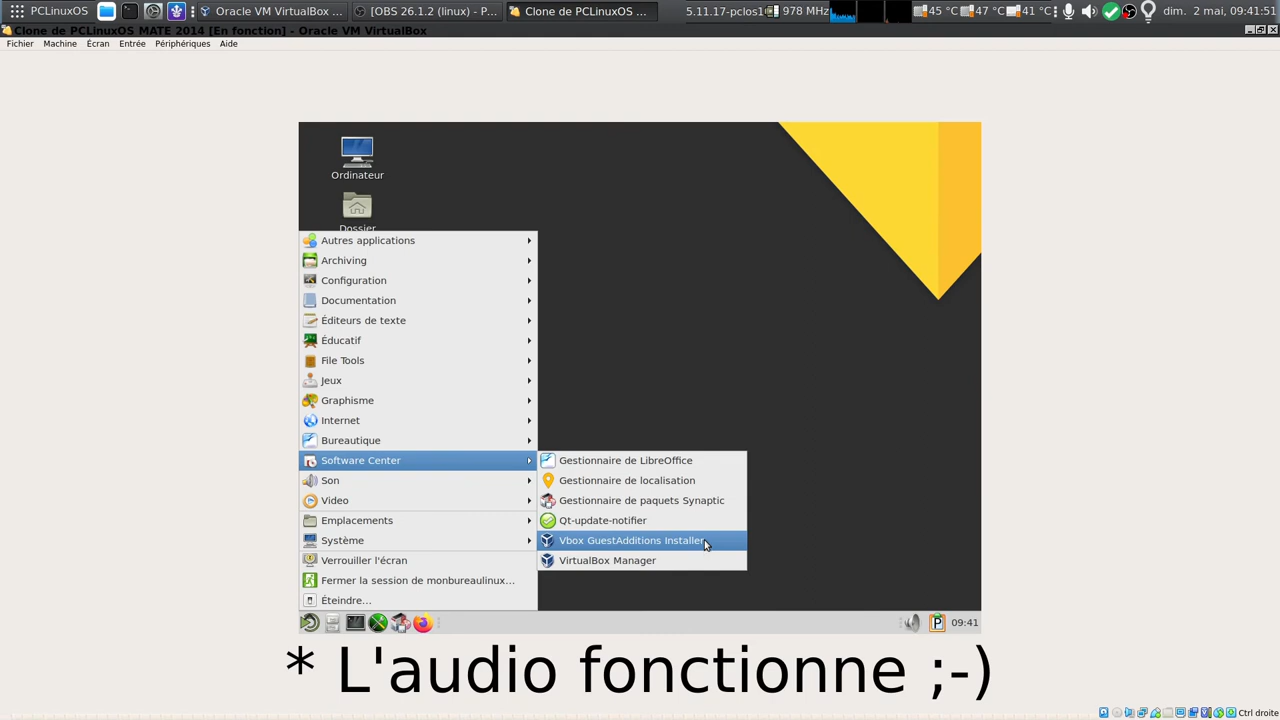 PCLinuxOS
Oracle VM VirtualBox ...
[OBS 26.1.2 (linux) - P...
Clone de PCLinuxOS ...
5.1.117-pclos1
978MHz
45 °C
47 °C
41 °C
dim. 2 mai, 09:41:51
Clone de PCLinuxOS MATE 2014 [En fonction] - Oracle VM VirtualBox
Fichier Machine Écran Entrée Périphériques Aide
Ordinateur
Dossier
Autres applications
Archiving
Configuration
Documentation
Éditeurs de texte
Éducatif
File Tools
Jeux
Graphisme
Internet
Bureautique
Software Center
Son
Video
Emplacements
Système
Verrouiller l'écran
Fermer la session de monbureaulinux...
Éteindre...
Gestionnaire de LibreOffice
Gestionnaire de localisation
Gestionnaire de paquets Synaptic
Qt-update-notifier
Vbox GuestAdditions Installer
VirtualBox Manager
09:41
* L'audio fonctionne ;-)
Ctrl droite